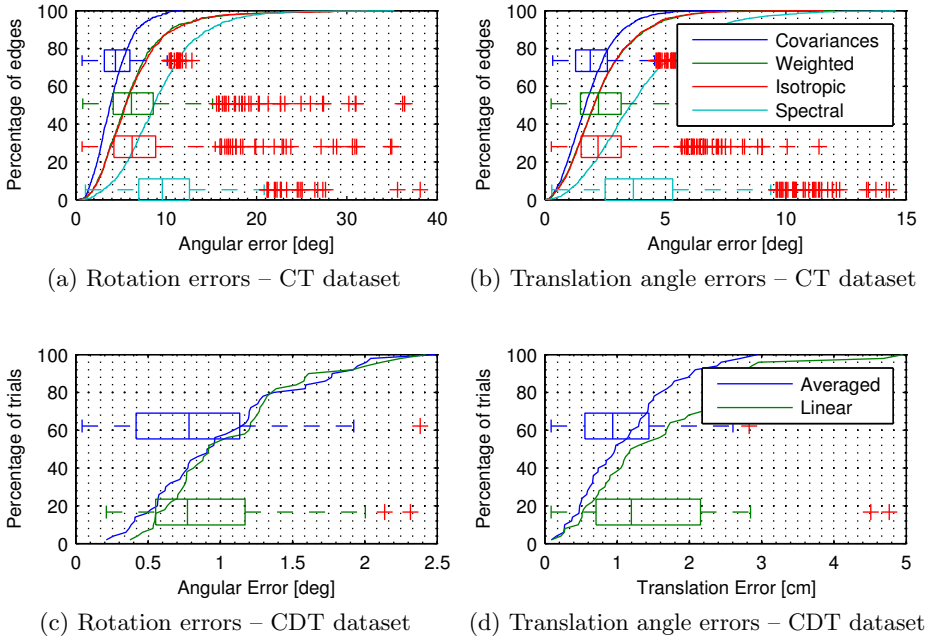 100
80
60
40
20
0
Percentage of edges
0 10 20 30 40
Angular error [deg]
(a) Rotation errors – CT dataset
100
80
60
40
20
0
Percentage of edges
Covariances
Weighted
Isotropic
Spectral
0 5 10 15
Angular error [deg]
(b) Translation angle errors – CT dataset
100
80
60
40
20
0
Percentage of trials
0 0.5 1 1.5 2 2.5
Angular Error [deg]
(c) Rotation errors – CDT dataset
100
80
60
40
20
0
Percentage of trials
Averaged
Linear
0 1 2 3 4 5
Translation Error [cm]
(d) Translation angle errors – CDT dataset